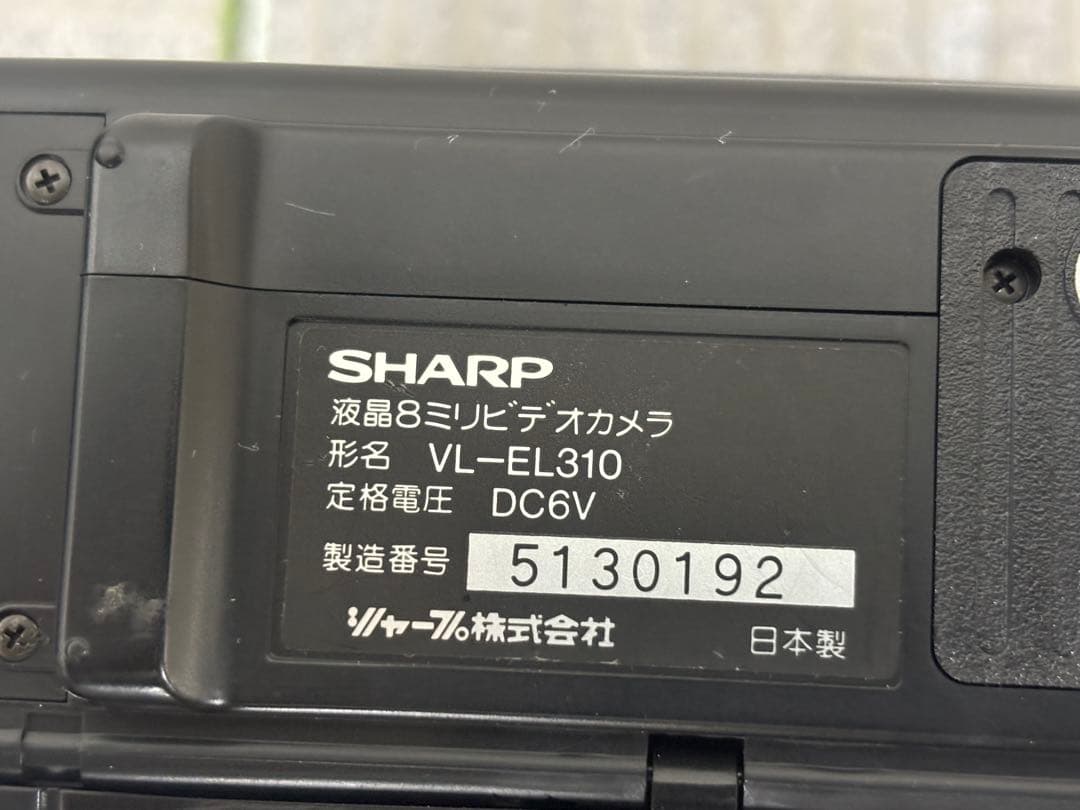 SHARP
液晶8ミリビデオカメラ
形名 VL-EL310
定格電圧 DC6V
製造番号 5130192
シャープ株式会社 日本製